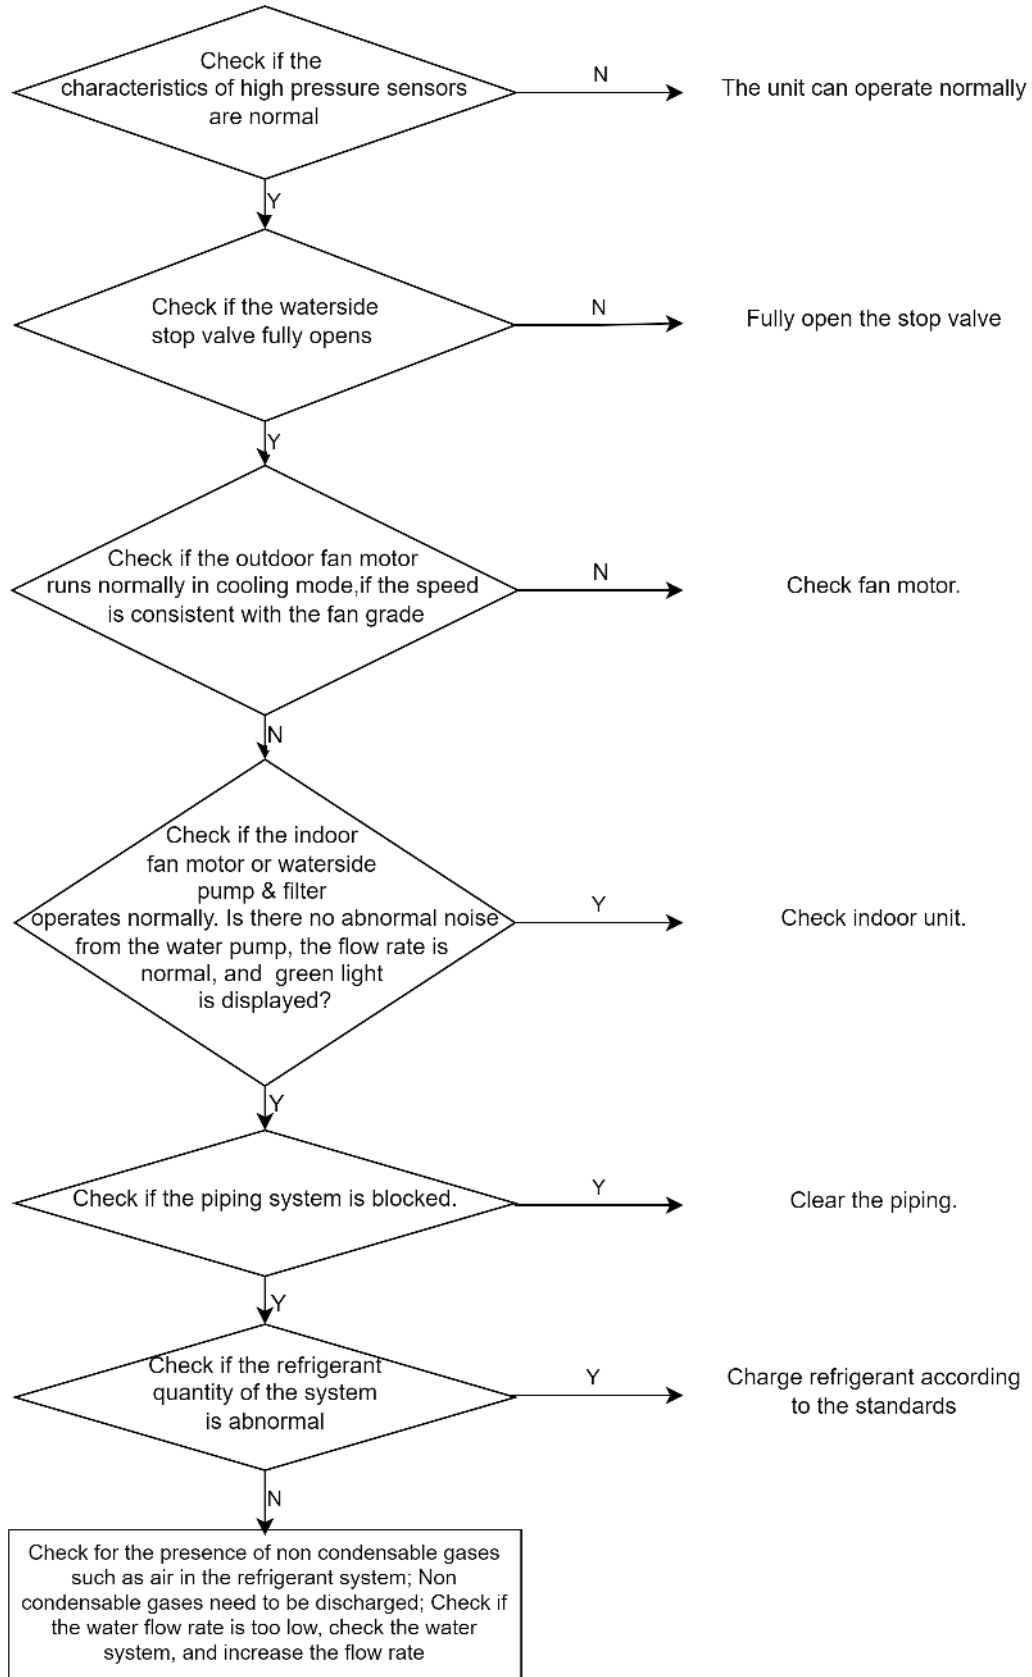 Check if the
characteristics of high pressure sensors
are normal
N
The unit can operate normally
Y
Check if the waterside
stop valve fully opens
N
Fully open the stop valve
Y
Check if the outdoor fan motor
runs normally in cooling mode,if the speed
is consistent with the fan grade
N
Check fan motor.
N
Check if the indoor
fan motor or waterside
pump & filter
operates normally. Is there no abnormal noise
from the water pump, the flow rate is
normal, and green light
is displayed?
Y
Check indoor unit.
Y
Check if the piping system is blocked.
Y
Clear the piping.
Y
Check if the refrigerant
quantity of the system
is abnormal
Y
Charge refrigerant according
to the standards
N
Check for the presence of non condensable gases
such as air in the refrigerant system; Non
condensable gases need to be discharged; Check if
the water flow rate is too low, check the water
system, and increase the flow rate